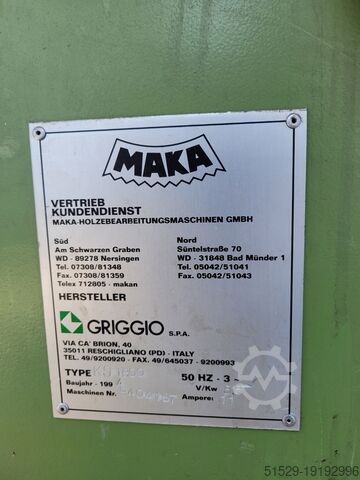 MAKA
VERTRIEB
KUNDENDIENST
MAKA-HOLZBEARBEITUNGSMASCHINEN GMBH
Süd Nord
Am Schwarzen Graben Süntelstraße 70
WD - 89278 Nersingen WD - 31848 Bad Münder 1
Tel. 07308/81348 Tel. 05042/51041
Fax. 07308/81359 Fax. 05042/51043
Telex 712805 - makan
HERSTELLER
GRIGGIO S.P.A.
VIA CA' BRION, 40
35011 RESCHIGLIANO (PD) - ITALY
TEL. 49/9200920 - FAX. 49/645037 - 9200993
TYPE 50 HZ - 3 ~
Baujahr - 199 V/Kw
Maschinen Nr. Ampere:
51529-19192996